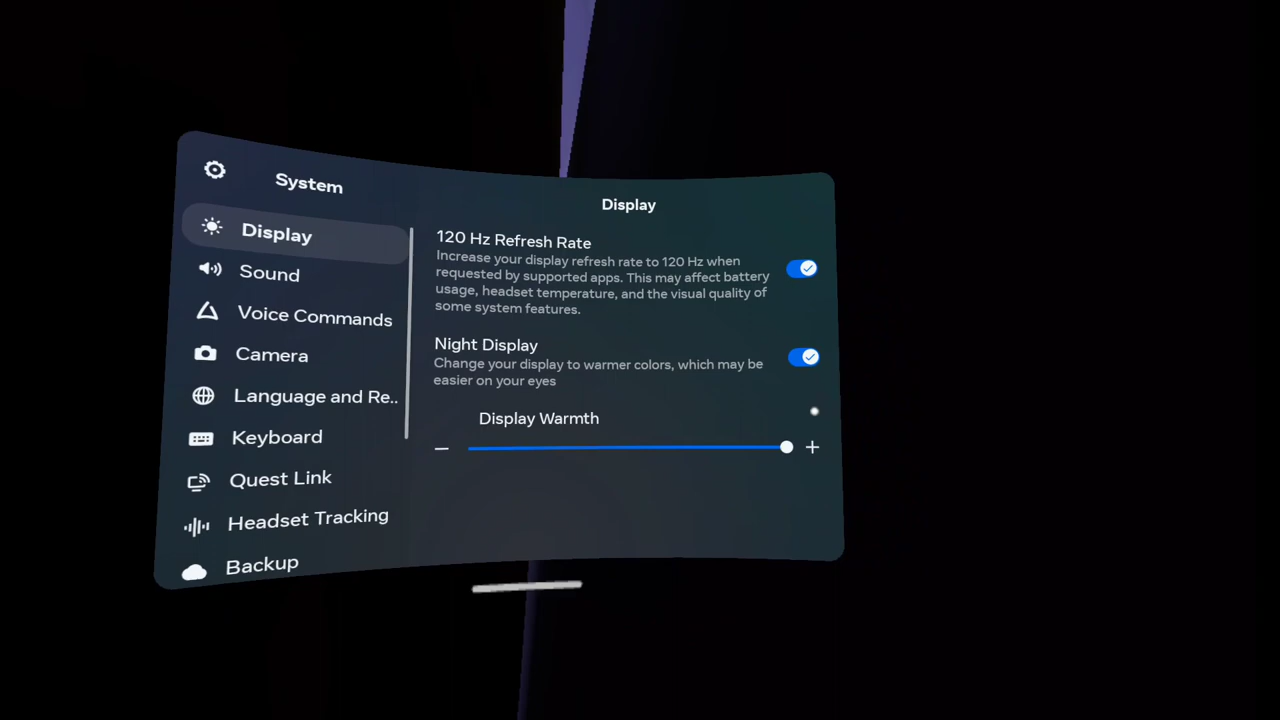 System
Display
Sound
Voice Commands
Camera
Language and Re..
Keyboard
Quest Link
Headset Tracking
Backup
Display
120 Hz Refresh Rate
Increase your display refresh rate to 120 Hz when
requested by supported apps. This may affect battery
usage, headset temperature, and the visual quality of
some system features.
Night Display
Change your display to warmer colors, which may be
easier on your eyes
Display Warmth